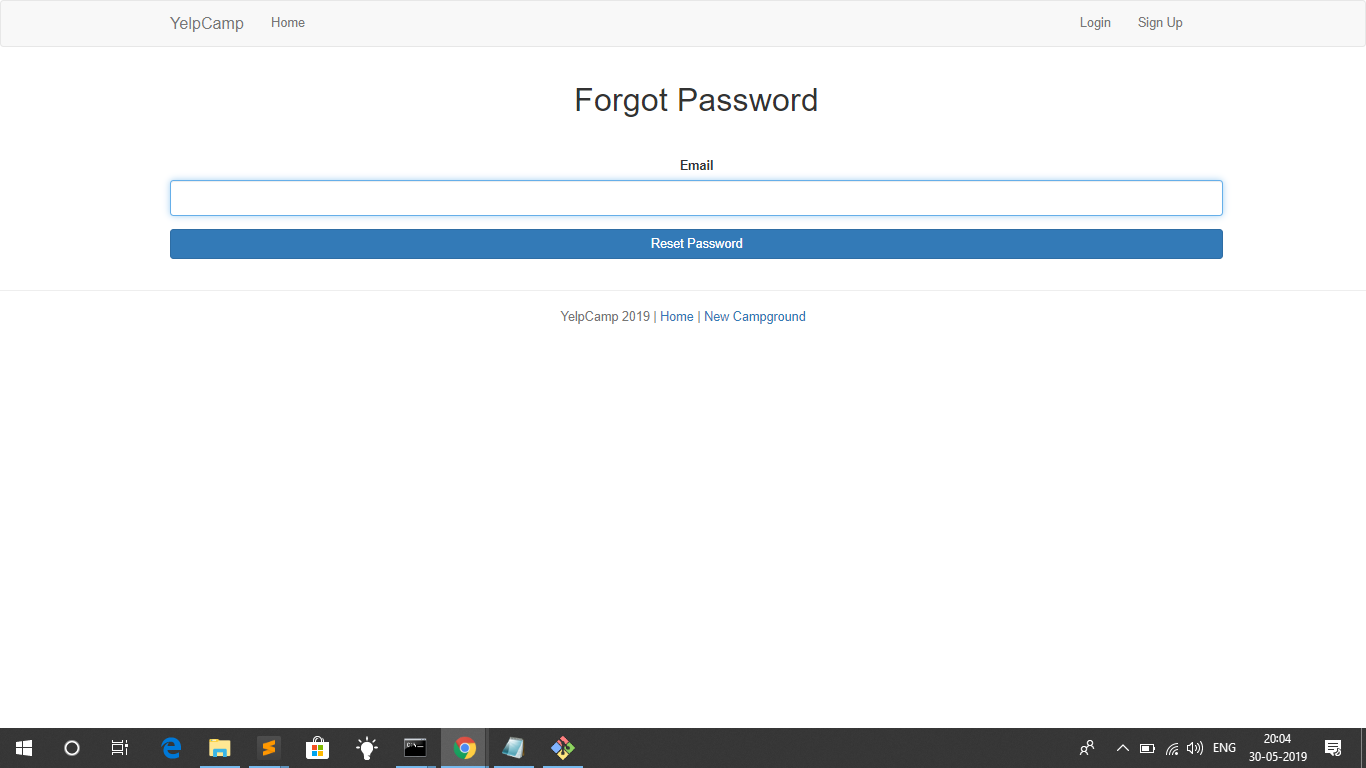 YelpCamp Home Login Sign Up
Forgot Password
Email
Reset Password
YelpCamp 2019 | Home | New Campground
ENG
20:04
30-05-2019